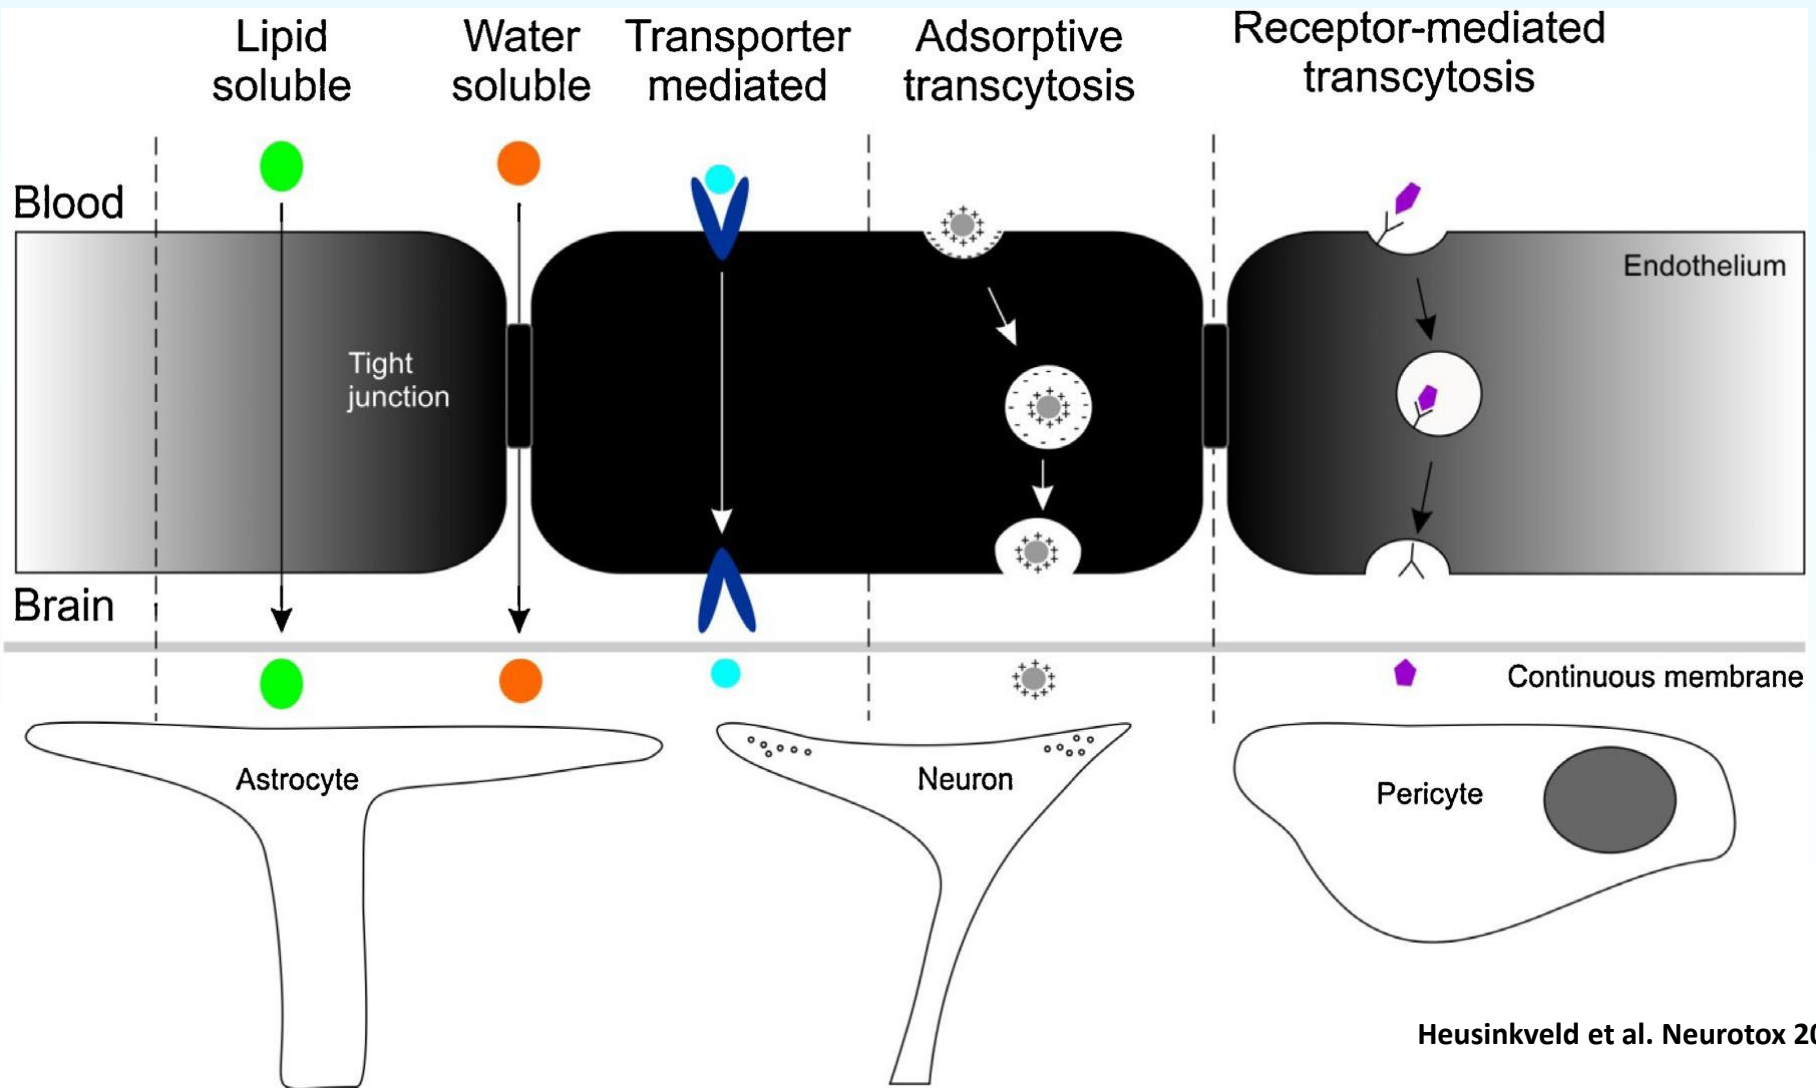 Lipid
soluble
Water
soluble
Transporter
mediated
Adsorptive
transcytosis
Receptor-mediated
transcytosis
Blood
Endothelium
Tight
junction
Brain
Continuous membrane
Astrocyte
Neuron
Pericyte
Heusinkveld et al. Neurotox 20